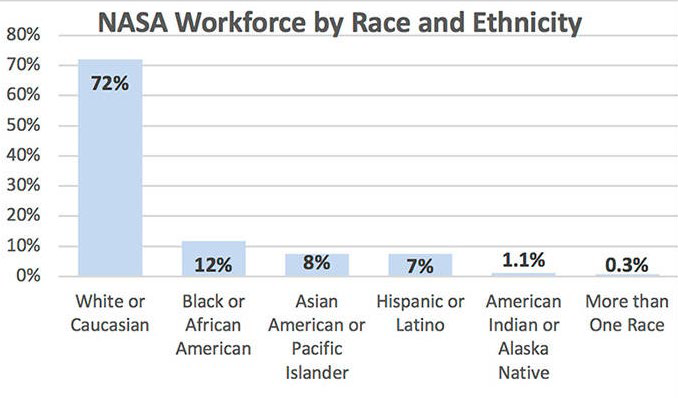 NASA Workforce by Race and Ethnicity
80%
70%
60%
50%
40%
30%
20%
10%
0%
72%
12%
8%
7%
1.1%
0.3%
White or
Caucasian
Black or
African
American
Asian
American or
Pacific
Islander
Hispanic or
Latino
American
Indian or
Alaska
Native
More than
One Race